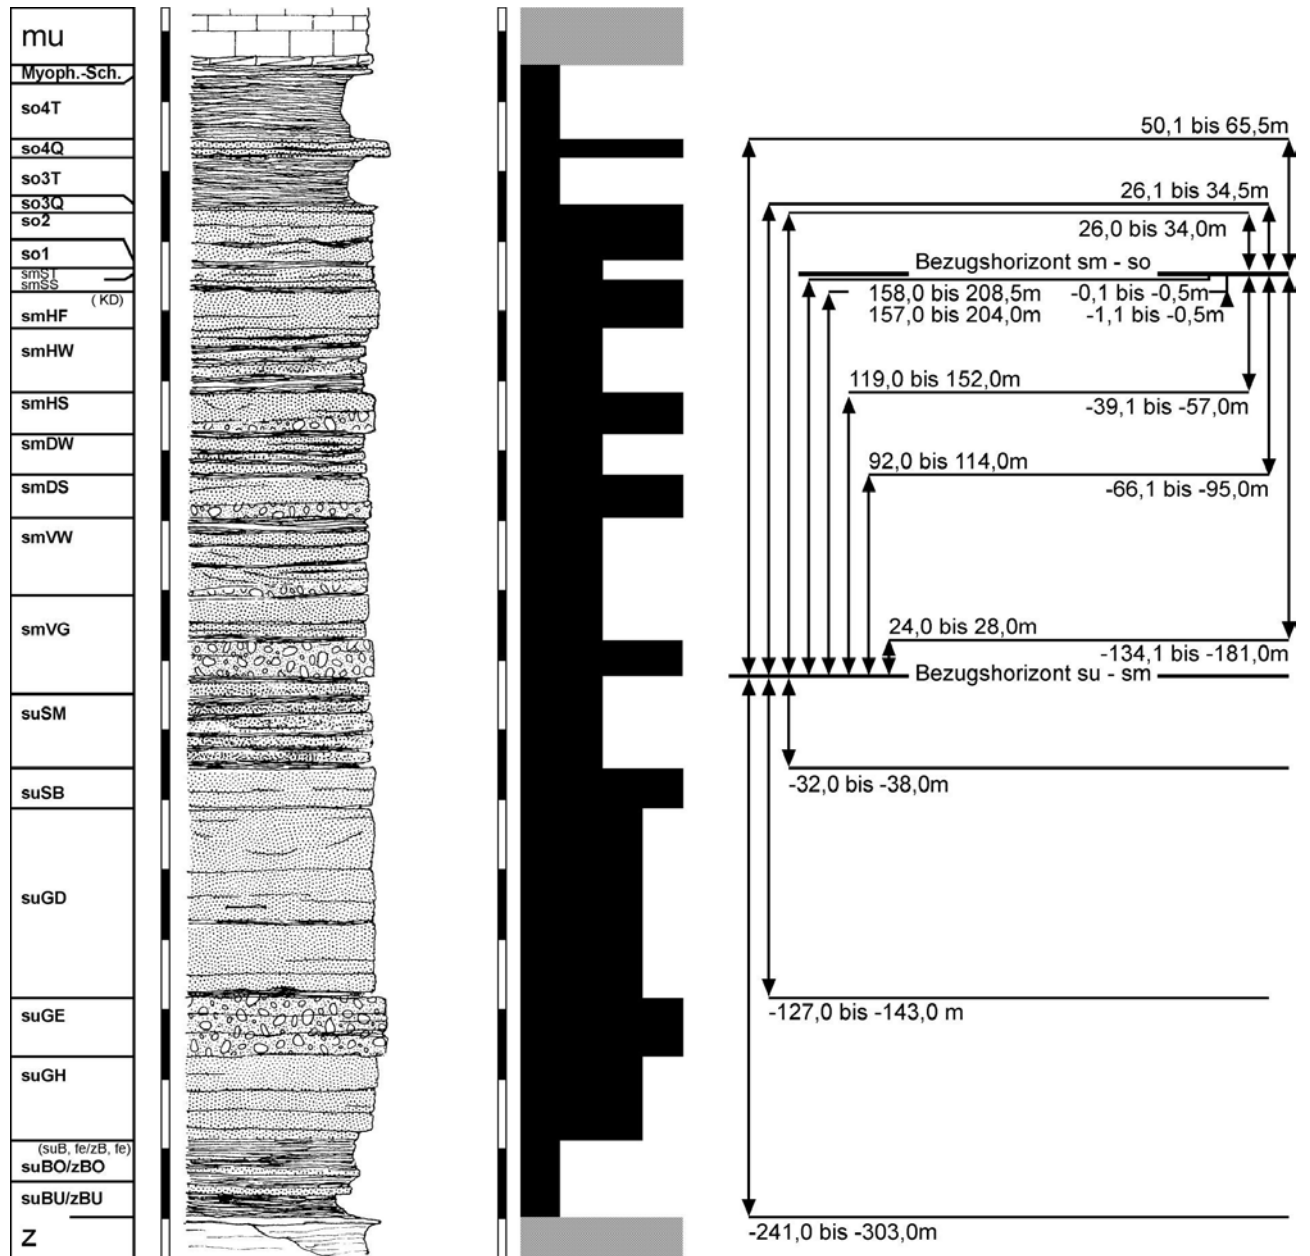 mu
Myoph.-Sch.
so4T
so4Q
so3T
so3Q
so2
so1
smST
smSS
( KD)
smHF
smHW
smHS
smDW
smDS
smVW
smVG
suSM
suSB
suGD
suGE
suGH
(suB, fe/zB, fe)
suBO/zBO
suBU/zBU
z
50,1 bis 65,5m
26,1 bis 34,5m
26,0 bis 34,0m
Bezugshorizont sm - so
158,0 bis 208,5m
-0,1 bis -0,5m
157,0 bis 204,0m
-1,1 bis -0,5m
119,0 bis 152,0m
-39,1 bis -57,0m
92,0 bis 114,0m
-66,1 bis -95,0m
24,0 bis 28,0m
-134,1 bis -181,0m
Bezugshorizont su - sm
-32,0 bis -38,0m
-127,0 bis -143,0 m
-241,0 bis -303,0m